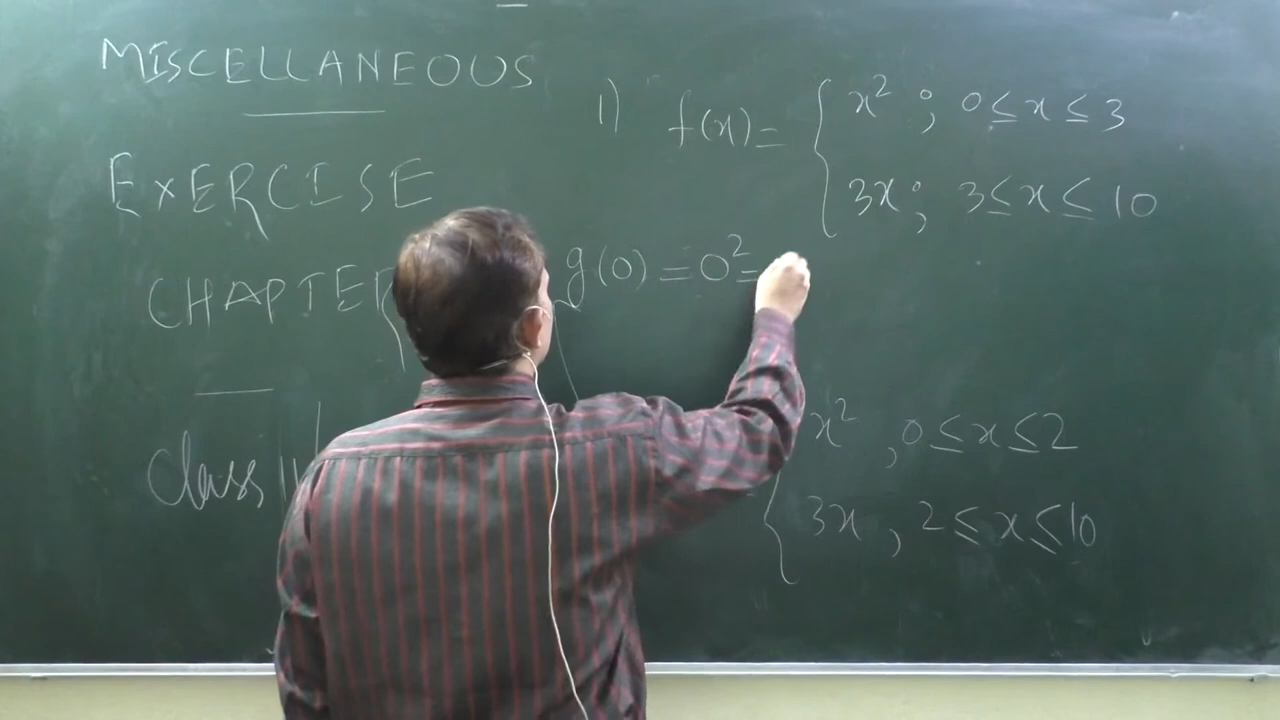 MISCELLANEOUS
EXERCISE
CHAPTER
Class 11
1) f(x) = { x² ; 0 ≤ x ≤ 3
3x ; 3 ≤ x ≤ 10
g(0) = 0² =
{ x² , 0 ≤ x ≤ 2
3x , 2 ≤ x ≤ 10